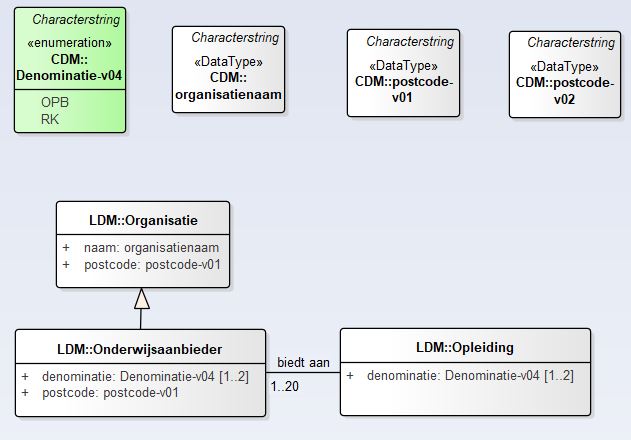 Characterstring
«enumeration»
CDM::
Denominatie-v04
OPB
RK
Characterstring
«DataType»
CDM::
organisatienaam
Characterstring
«DataType»
CDM::postcode-
v01
Characterstring
«DataType»
CDM::postcode-
v02
LDM::Organisatie
+ naam: organisatienaam
+ postcode: postcode-v01
LDM::Onderwijsaanbieder
+ denominatie: Denominatie-v04 [1..2]
+ postcode: postcode-v01
biedt aan
1..20
LDM::Opleiding
+ denominatie: Denominatie-v04 [1..2]